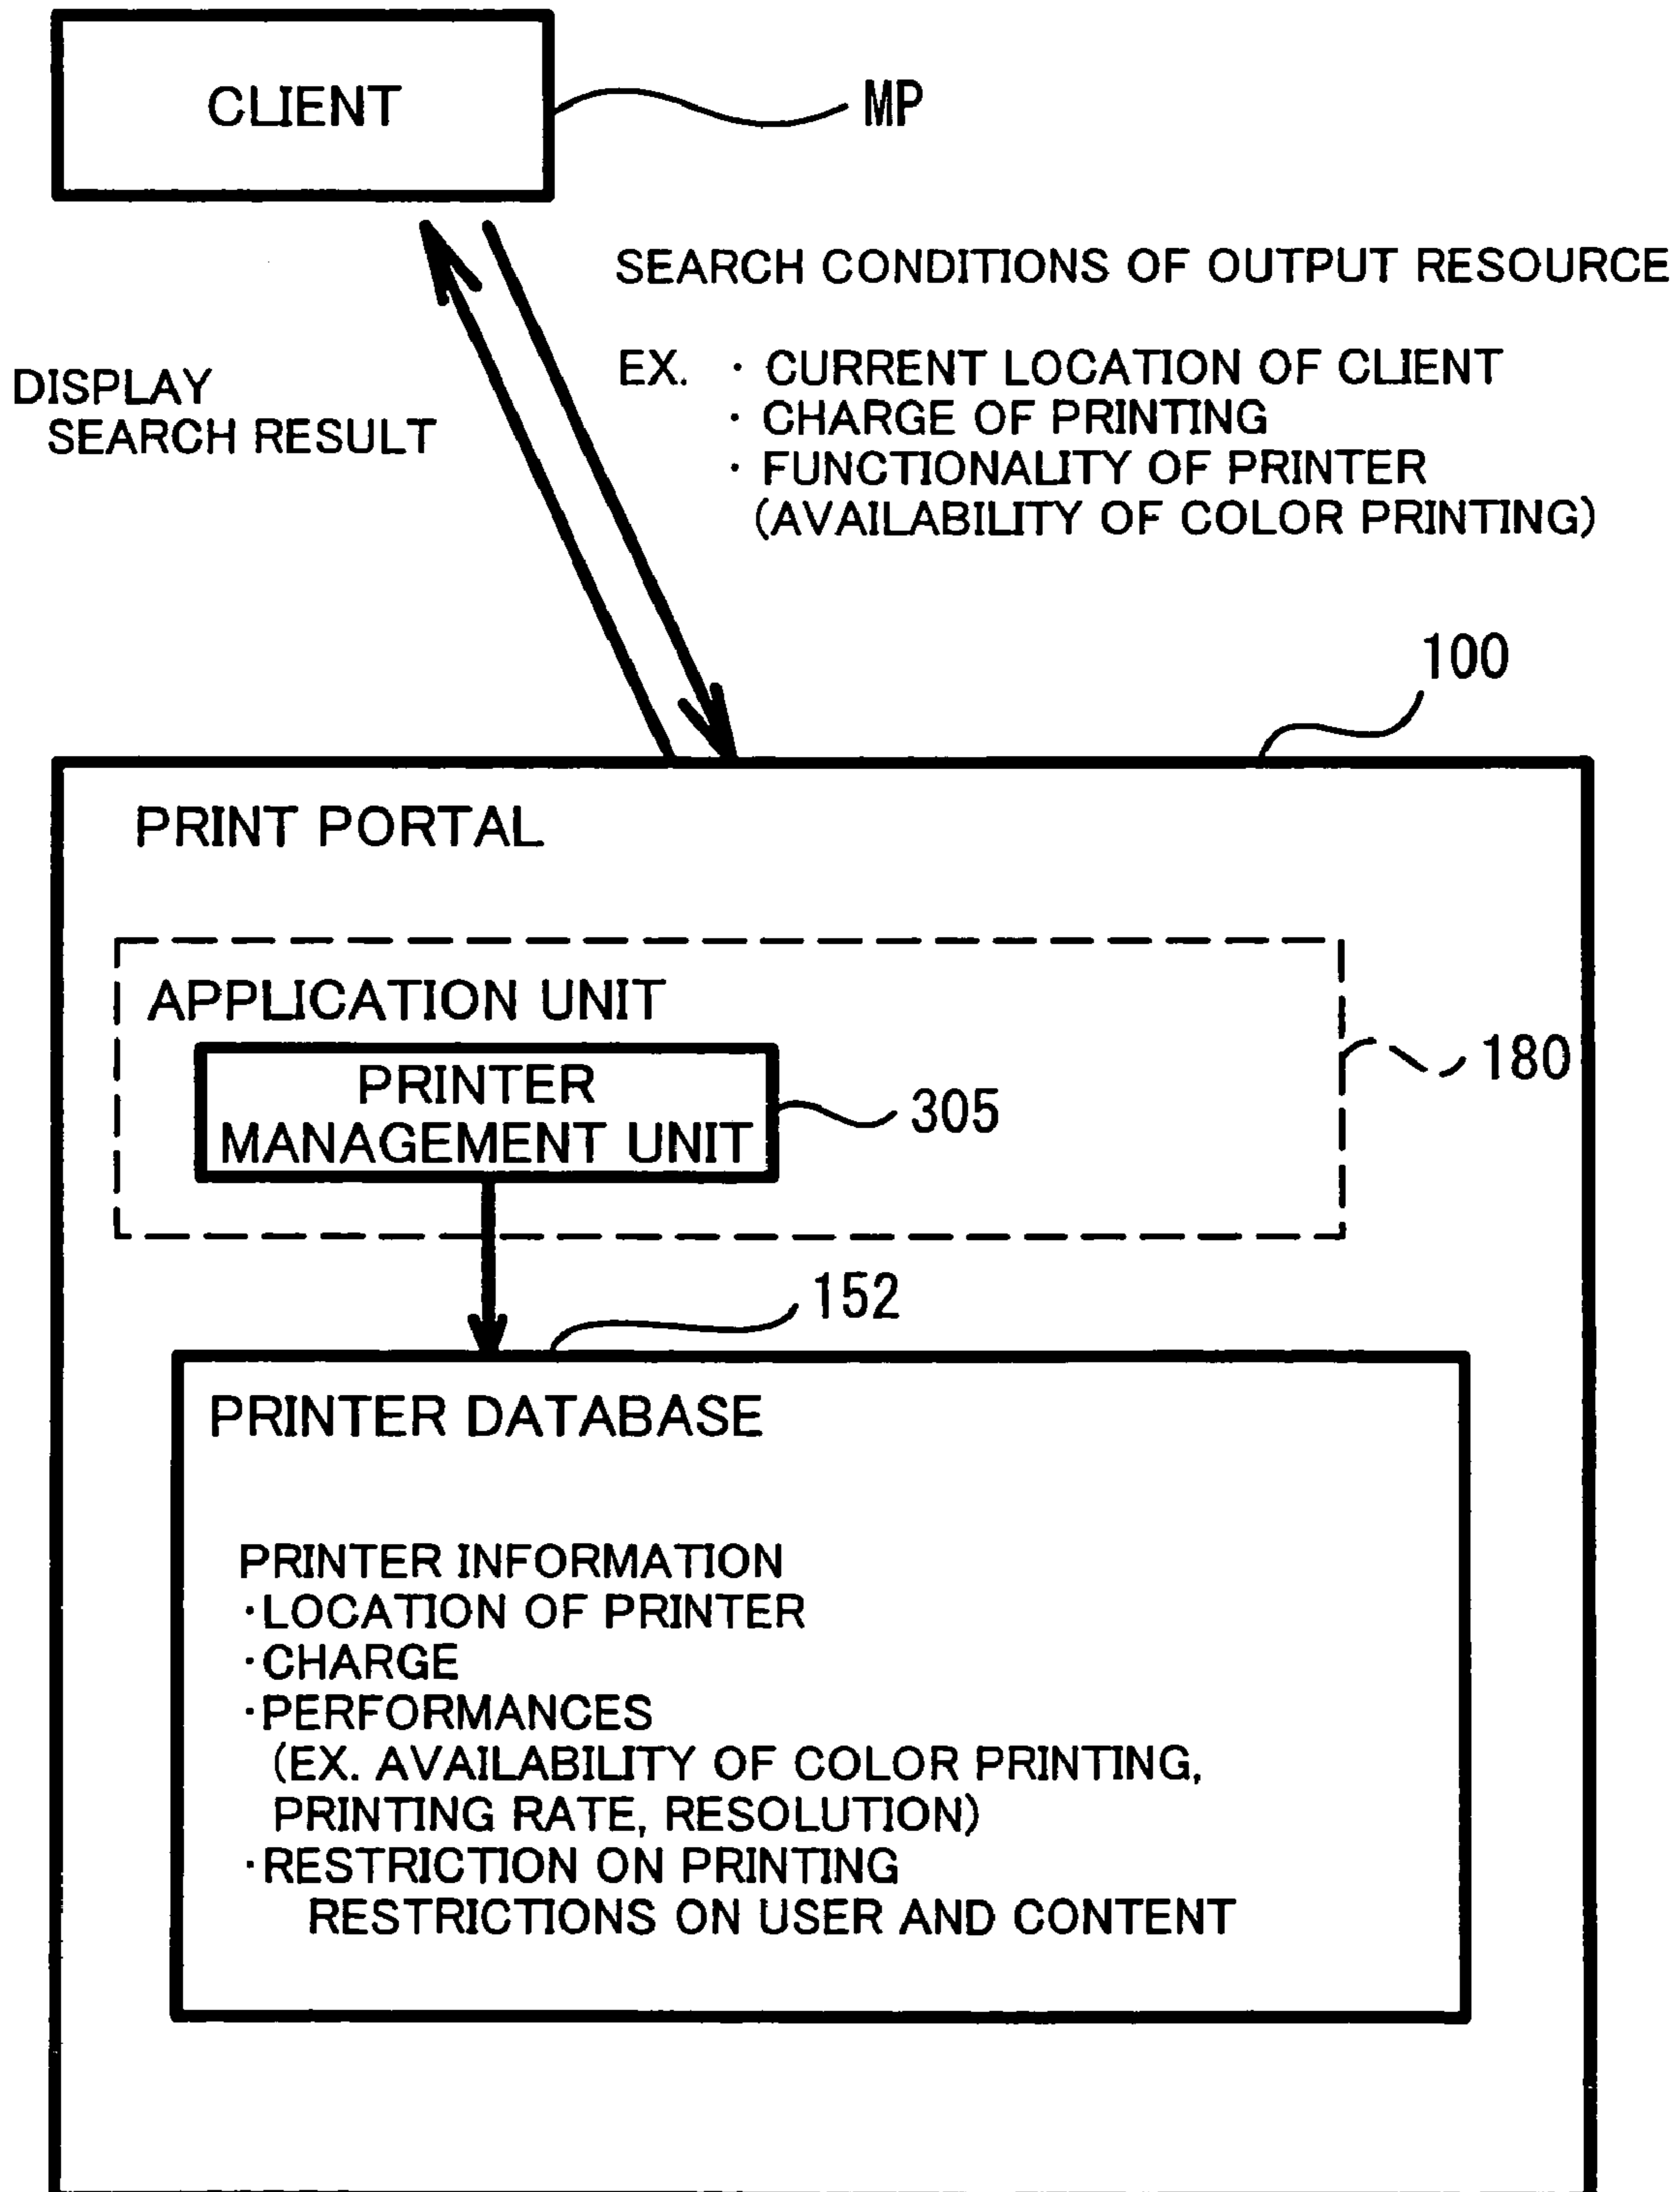 CLIENT
MP
SEARCH CONDITIONS OF OUTPUT RESOURCE
EX. ・ CURRENT LOCATION OF CLIENT
・ CHARGE OF PRINTING
・ FUNCTIONALITY OF PRINTER
(AVAILABILITY OF COLOR PRINTING)
DISPLAY
SEARCH RESULT
100
PRINT PORTAL
APPLICATION UNIT
180
PRINTER
MANAGEMENT UNIT
305
152
PRINTER DATABASE
PRINTER INFORMATION
・LOCATION OF PRINTER
・CHARGE
・PERFORMANCES
(EX. AVAILABILITY OF COLOR PRINTING,
PRINTING RATE, RESOLUTION)
・RESTRICTION ON PRINTING
RESTRICTIONS ON USER AND CONTENT